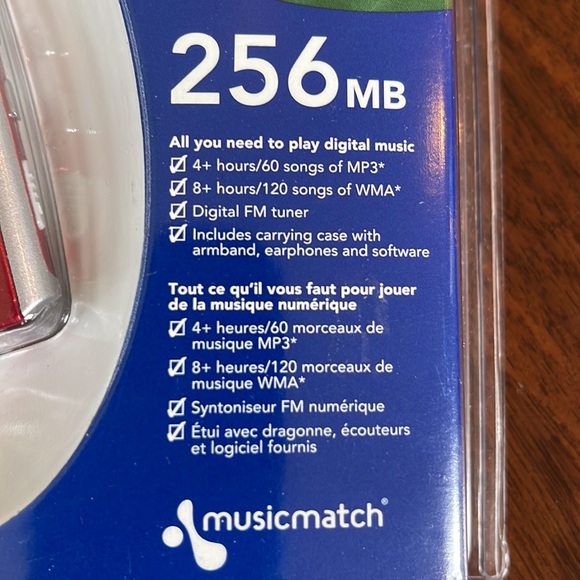 256 MB
All you need to play digital music
4+ hours/60 songs of MP3*
8+ hours/120 songs of WMA*
Digital FM tuner
Includes carrying case with
armband, earphones and software
Tout ce qu'il vous faut pour jouer
de la musique numérique
4+ heures/60 morceaux de
musique MP3*
8+ heures/120 morceaux de
musique WMA*
Syntoniseur FM numérique
Étui avec dragonne, écouteurs
et logiciel fournis
musicmatch®